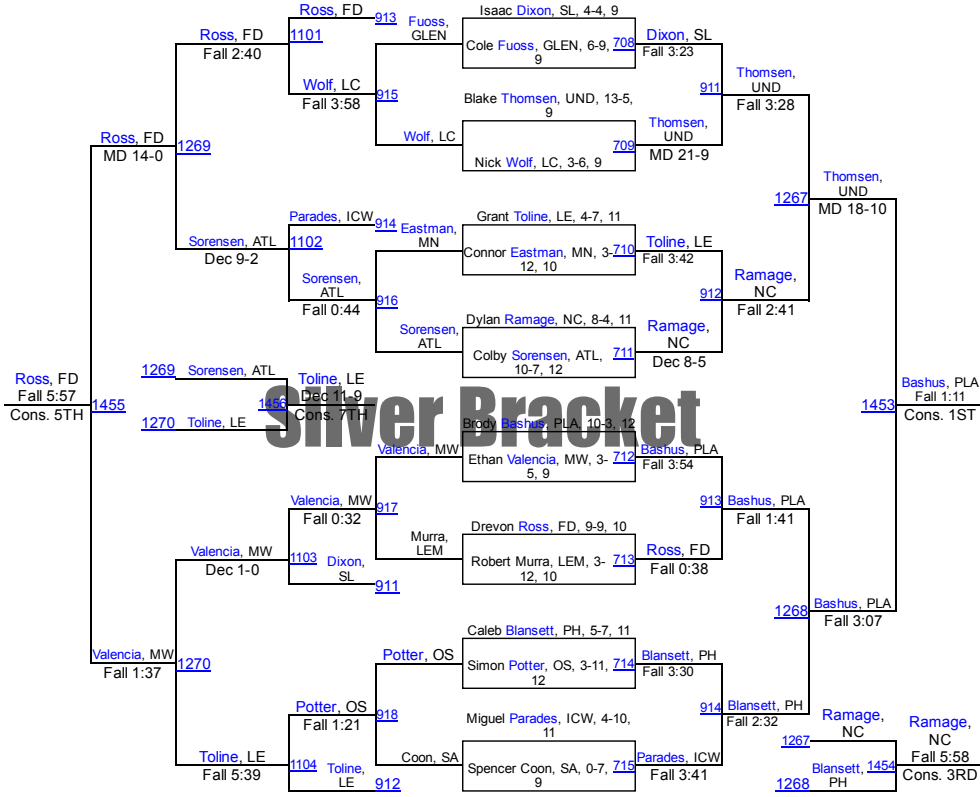 Ross, FD
913
Fuoss,
GLEN
Isaac Dixon, SL, 4-4, 9
Ross, FD
1101
Cole Fuoss, GLEN, 6-9,
9
708
Dixon, SL
Fall 2:40
Fall 3:23
Wolf, LC
915
Fall 3:58
911
Thomsen,
UND
Fall 3:28
Blake Thomsen, UND, 13-5,
9
Wolf, LC
709
Thomsen,
UND
MD 21-9
Nick Wolf, LC, 3-6, 9
Ross, FD
1269
MD 14-0
Thomsen,
UND
1267
MD 18-10
Parades, ICW
914
Eastman,
MN
Grant Toline, LE, 4-7, 11
Sorensen, ATL
1102
Connor Eastman, MN, 3-
12, 10
710
Toline, LE
Dec 9-2
Fall 3:42
Sorensen,
ATL
916
Fall 0:44
912
Ramage,
NC
Fall 2:41
Dylan Ramage, NC, 8-4, 11
Sorensen,
ATL
Colby Sorensen, ATL,
10-7, 12
711
Ramage,
NC
Dec 8-5
1269
Sorensen, ATL
Ross, FD
Fall 5:57
Cons. 5TH
1455
Toline, LE
1456
Dec 11-9
Cons. 7TH
1270
Toline, LE
Silver Bracket
1453
Bashus, PLA
Fall 1:11
Cons. 1ST
Brody Bashus, PLA, 10-3, 12
Valencia, MW
Ethan Valencia, MW, 3-
5, 9
712
Bashus, PLA
Fall 3:54
Valencia, MW
917
Fall 0:32
913
Bashus, PLA
Fall 1:41
Murra,
LEM
Drevon Ross, FD, 9-9, 10
Robert Murra, LEM, 3-
12, 10
713
Ross, FD
Fall 0:38
Valencia, MW
1103
Dec 1-0
Dixon,
SL
911
1268
Bashus, PLA
Fall 3:07
Caleb Blansett, PH, 5-7, 11
Valencia, MW
1270
Fall 1:37
Potter, OS
Simon Potter, OS, 3-11,
12
714
Blansett, PH
Fall 3:30
Potter, OS
918
Fall 1:21
914
Blansett, PH
Fall 2:32
Miguel Parades, ICW, 4-10,
11
Ramage,
NC
1267
Toline, LE
1104
Fall 5:39
Coon, SA
Spencer Coon, SA, 0-7,
9
715
Parades, ICW
Fall 3:41
1454
Ramage,
NC
Fall 5:58
Cons. 3RD
Toline,
LE
912
1268
Blansett,
PH